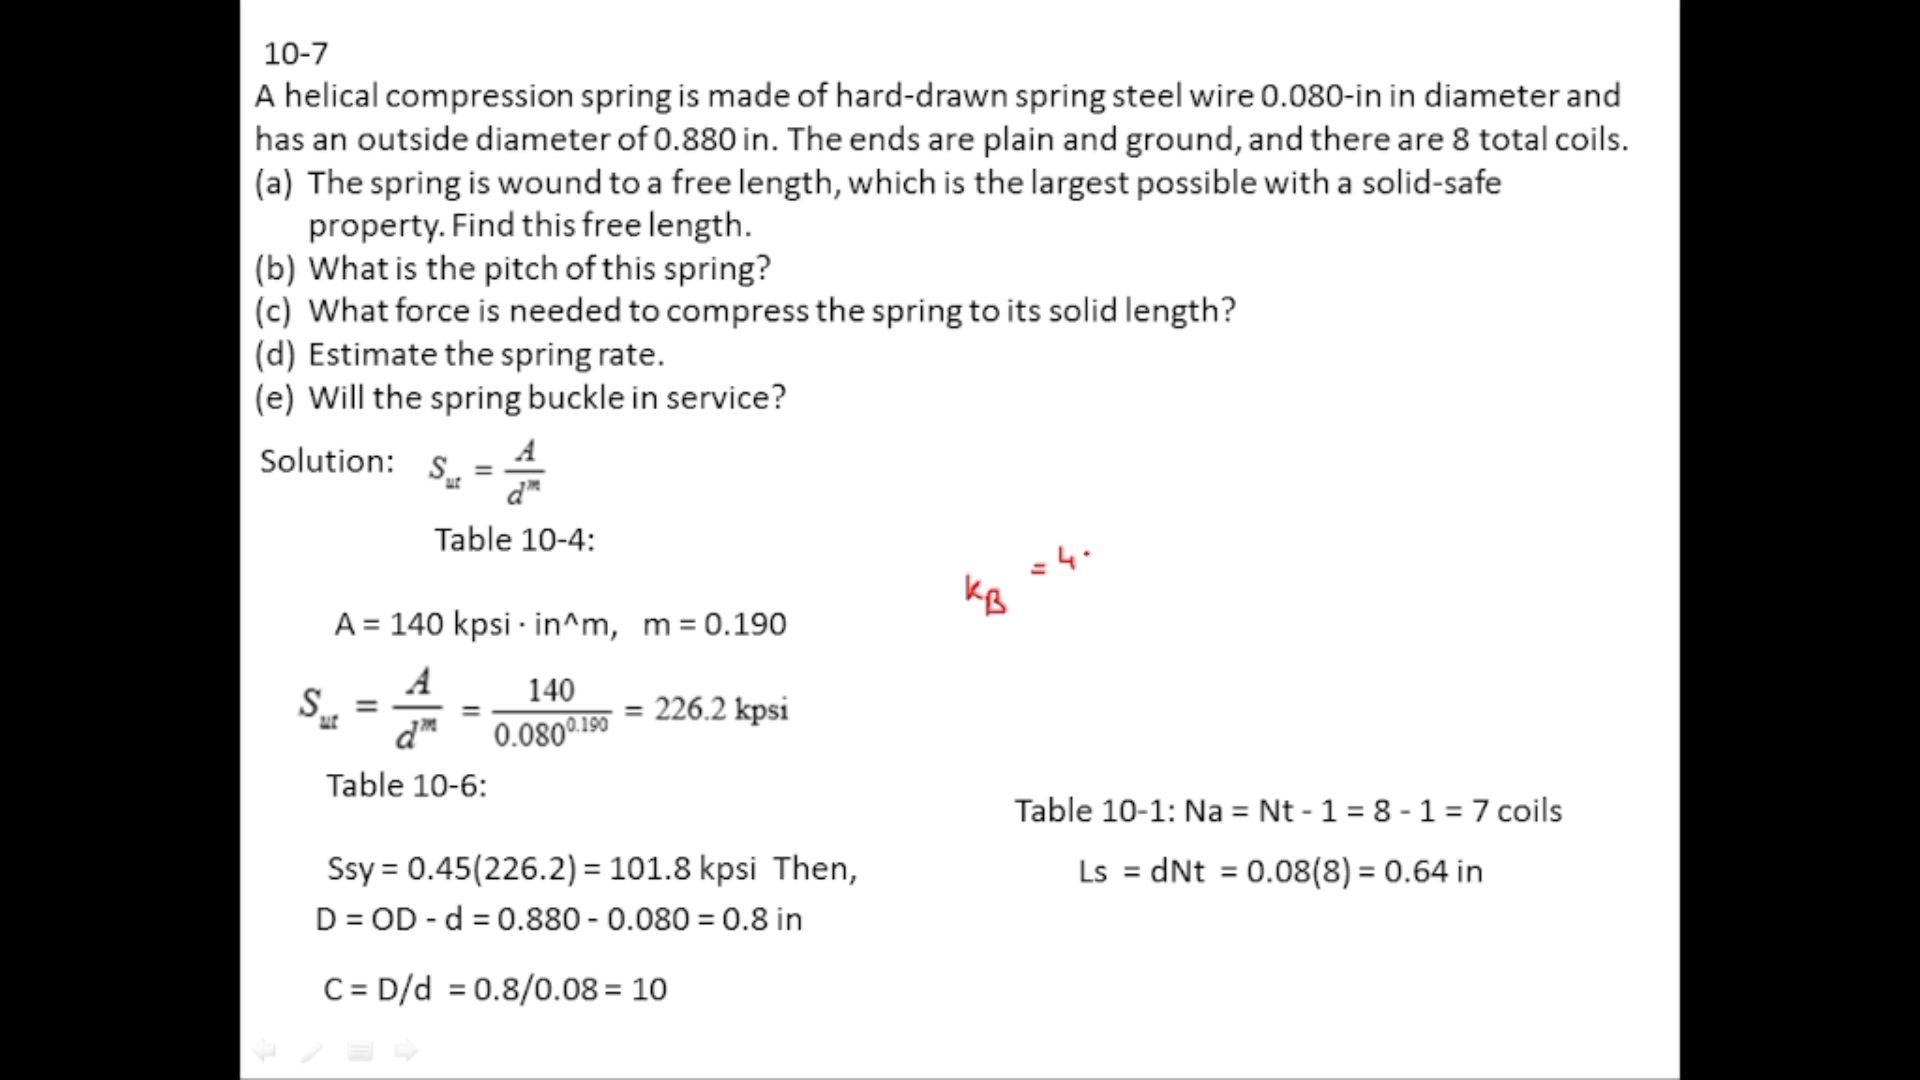 10-7
A helical compression spring is made of hard-drawn spring steel wire 0.080-in in diameter and
has an outside diameter of 0.880 in. The ends are plain and ground, and there are 8 total coils.
(a) The spring is wound to a free length, which is the largest possible with a solid-safe
property. Find this free length.
(b) What is the pitch of this spring?
(c) What force is needed to compress the spring to its solid length?
(d) Estimate the spring rate.
(e) Will the spring buckle in service?
Solution: S_ut = A / d^m
Table 10-4:
A = 140 kpsi · in^m, m = 0.190
S_ut = A / d^m = 140 / 0.080^0.190 = 226.2 kpsi
Table 10-6:
Ssy = 0.45(226.2) = 101.8 kpsi Then,
D = OD - d = 0.880 - 0.080 = 0.8 in
C = D/d = 0.8/0.08 = 10
K_B = 4.
Table 10-1: Na = Nt - 1 = 8 - 1 = 7 coils
Ls = dNt = 0.08(8) = 0.64 in